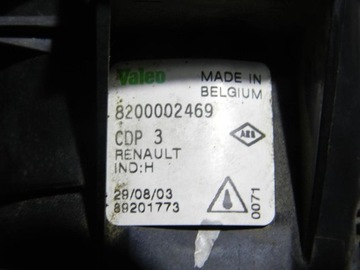 Valeo
MADE IN
BELGIUM
8200002469
CDP 3
RENAULT
IND:H
29/08/03
89201773
0071